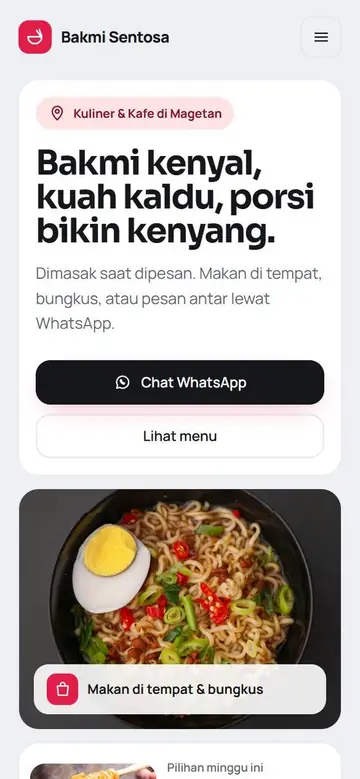 Bakmi Sentosa
Kuliner & Kafe di Magetan
Bakmi kenyal,
kuah kaldu, porsi
bikin kenyang.
Dimasak saat dipesan. Makan di tempat,
bungkus, atau pesan antar lewat
WhatsApp.
Chat WhatsApp
Lihat menu
Makan di tempat & bungkus
Pilihan minggu ini